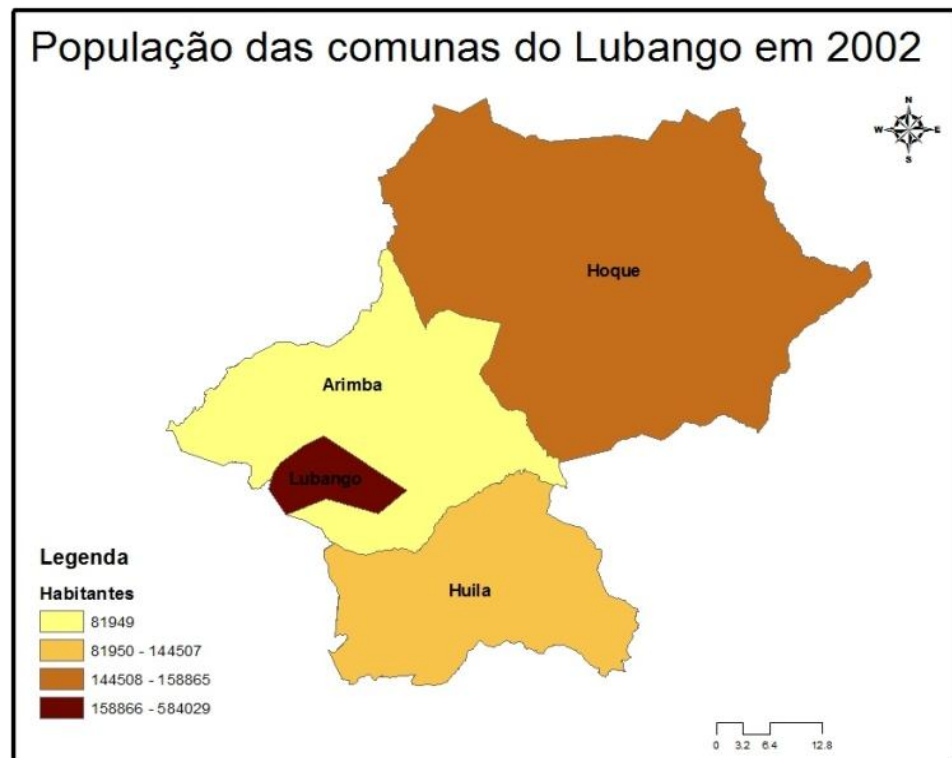 População das comunas do Lubango em 2002
N
W E
S
Hoque
Arimba
Lubango
Huila
Legenda
Habitantes
81949
81950 - 144507
144508 - 158865
158866 - 584029
0 3.2 6.4 12.8